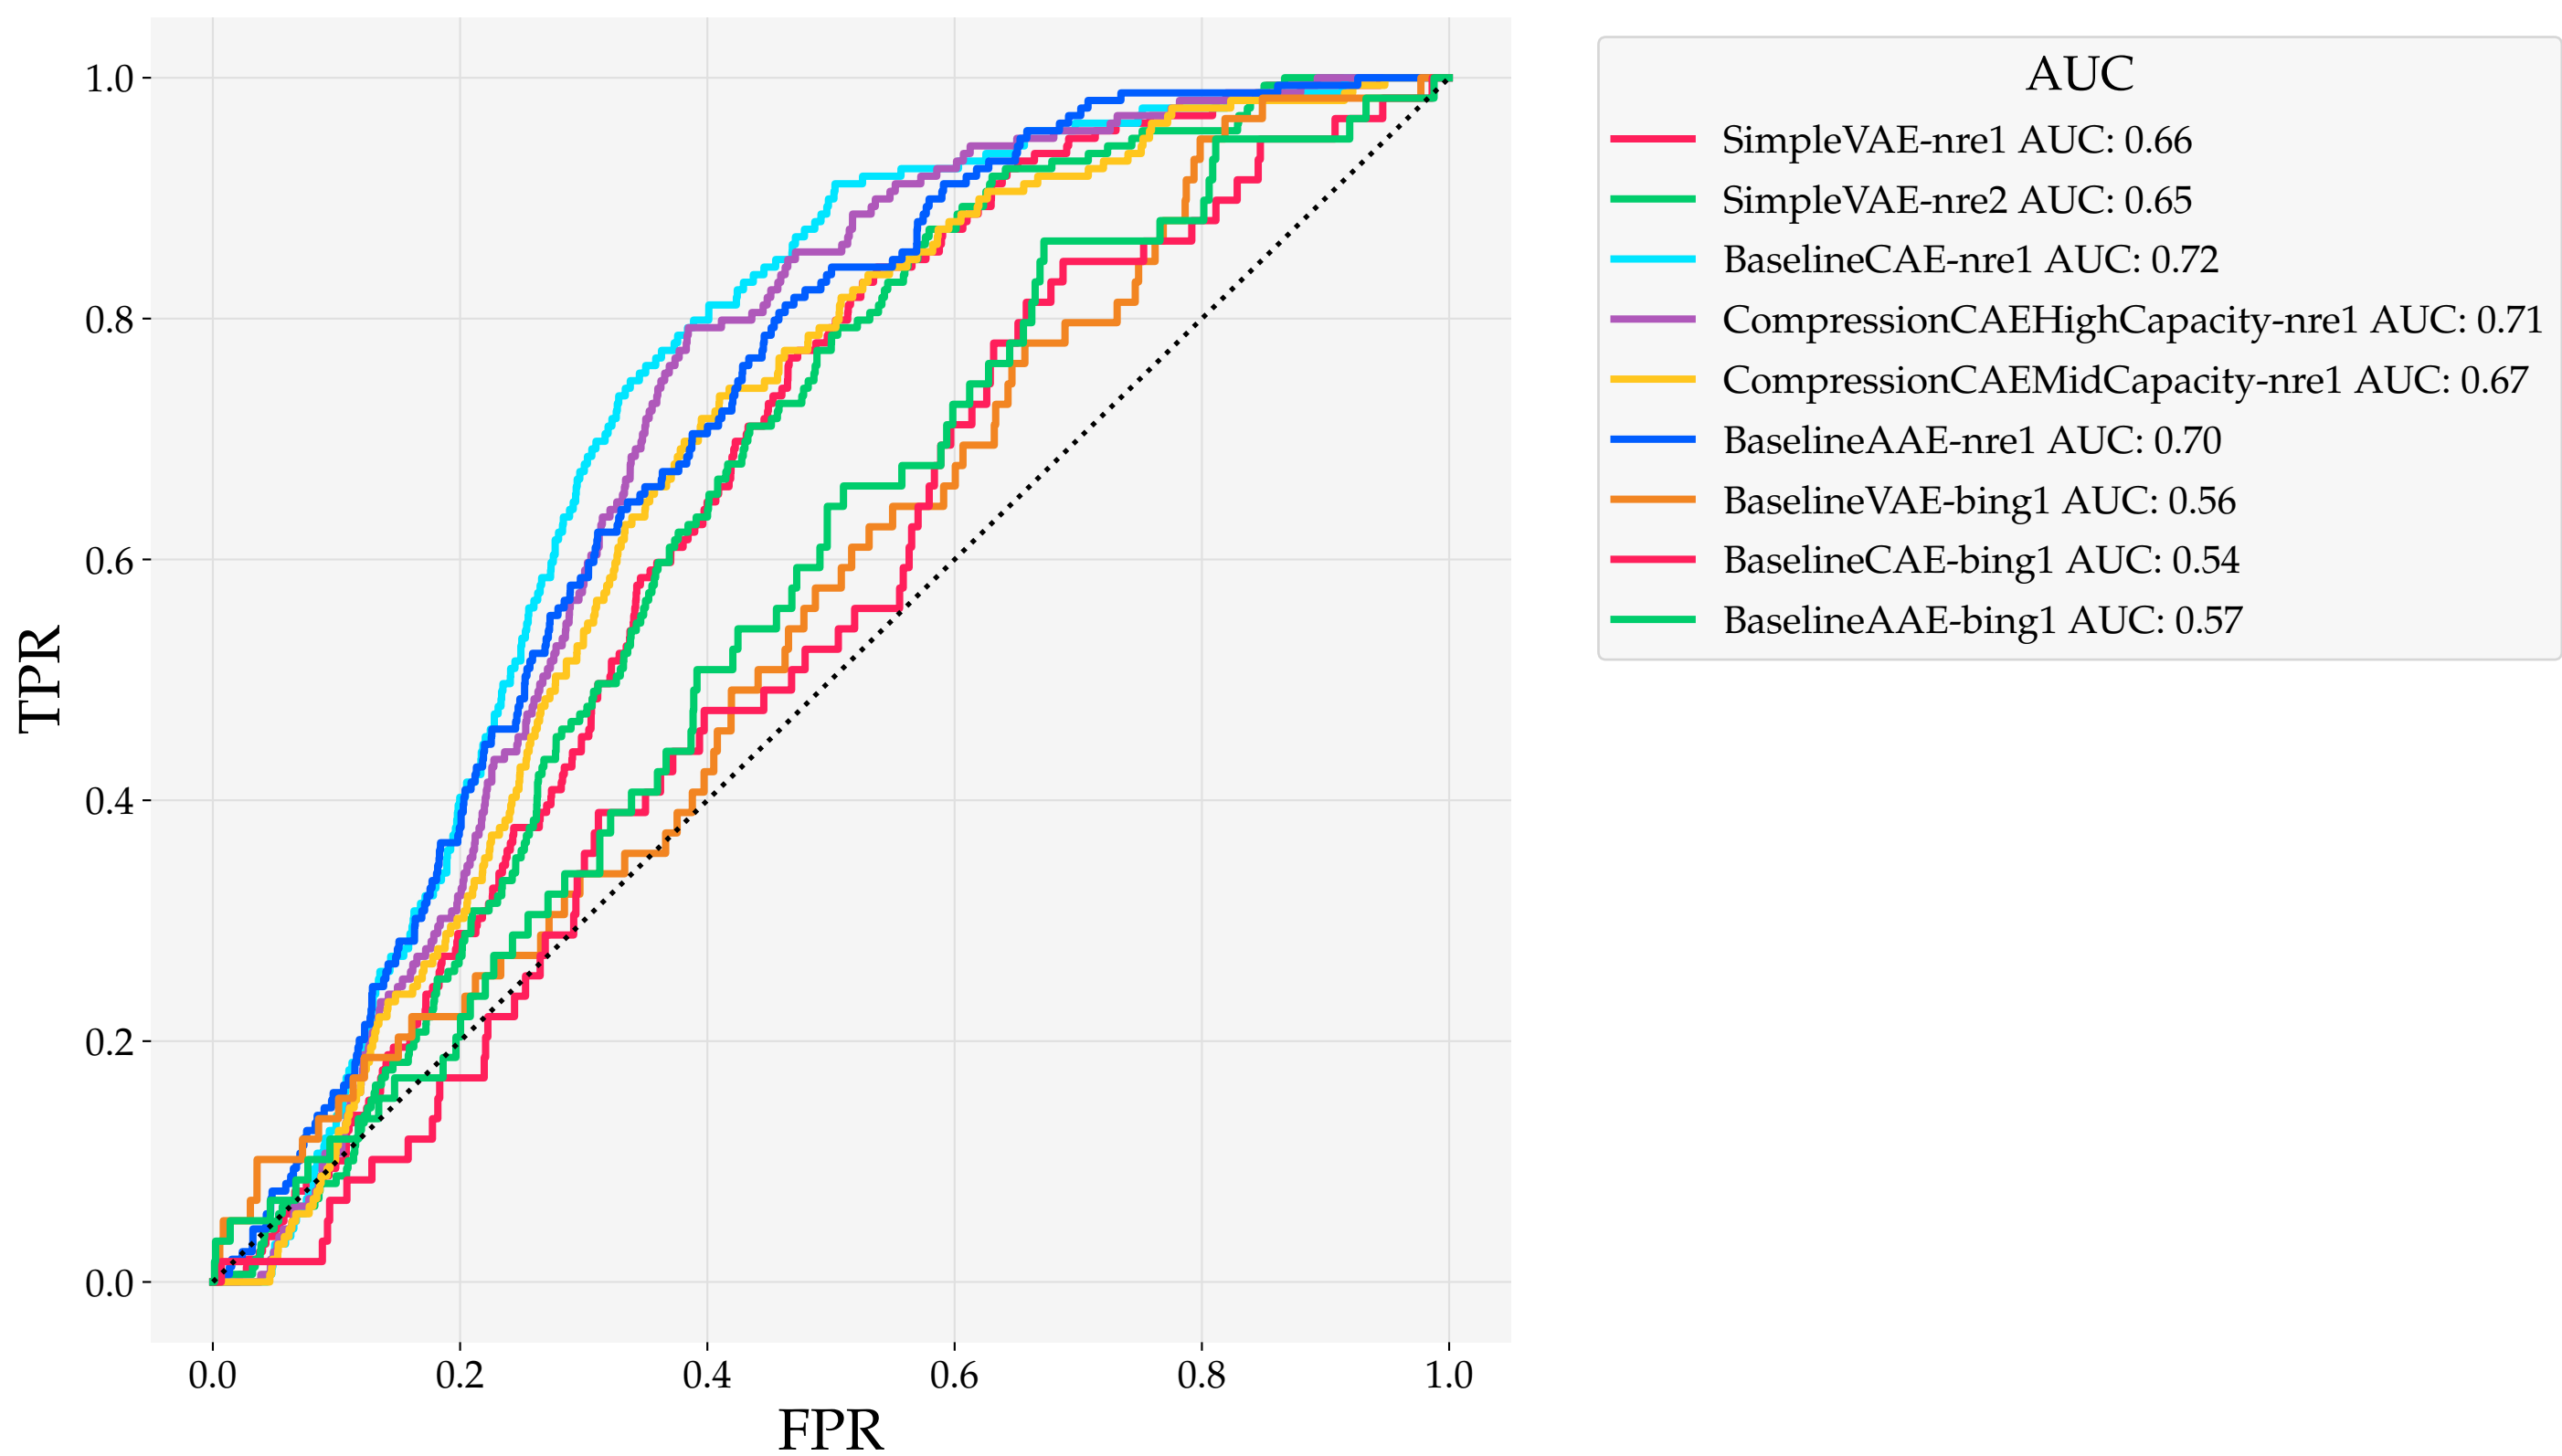 AUC
SimpleVAE-nre1 AUC: 0.66
SimpleVAE-nre2 AUC: 0.65
BaselineCAE-nre1 AUC: 0.72
CompressionCAEHighCapacity-nre1 AUC: 0.71
CompressionCAEMidCapacity-nre1 AUC: 0.67
BaselineAAE-nre1 AUC: 0.70
BaselineVAE-bing1 AUC: 0.56
BaselineCAE-bing1 AUC: 0.54
BaselineAAE-bing1 AUC: 0.57
TPR
1.0
0.8
0.6
0.4
0.2
0.0
0.0 0.2 0.4 0.6 0.8 1.0
FPR